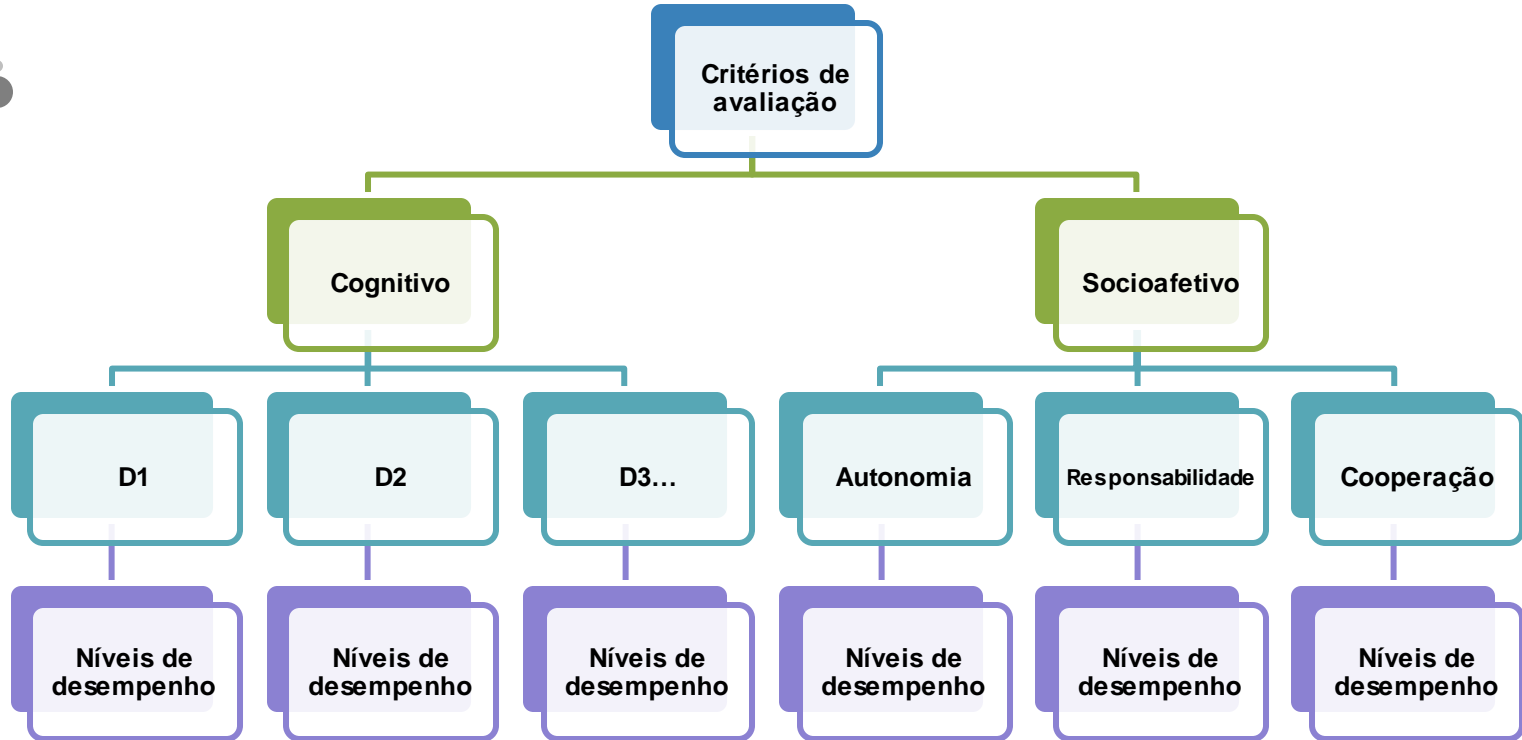 Critérios de
avaliação
Cognitivo
Socioafetivo
D1
D2
D3...
Autonomia
Responsabilidade
Cooperação
Níveis de
desempenho
Níveis de
desempenho
Níveis de
desempenho
Níveis de
desempenho
Níveis de
desempenho
Níveis de
desempenho